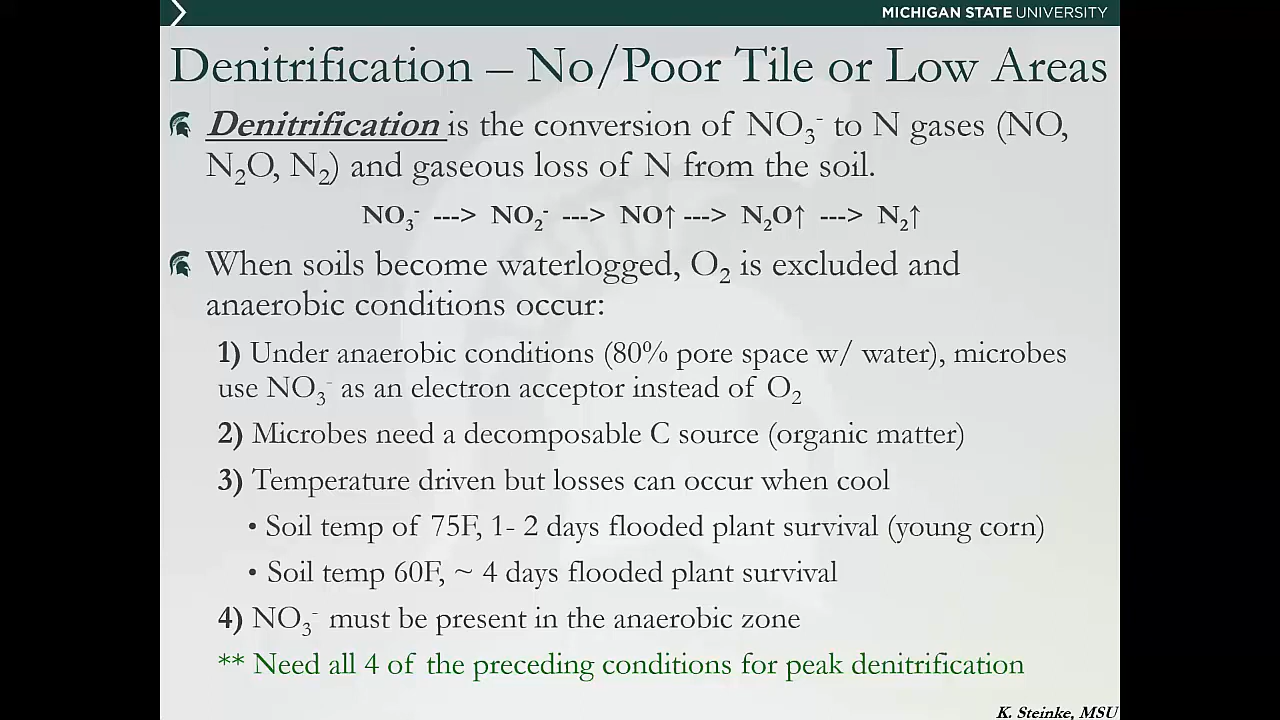 MICHIGAN STATE UNIVERSITY
Denitrification – No/Poor Tile or Low Areas
Denitrification is the conversion of NO₃⁻ to N gases (NO,
N₂O, N₂) and gaseous loss of N from the soil.
NO₃⁻ ---> NO₂⁻ ---> NO↑ ---> N₂O↑ ---> N₂↑
When soils become waterlogged, O₂ is excluded and
anaerobic conditions occur:
1) Under anaerobic conditions (80% pore space w/ water), microbes
use NO₃⁻ as an electron acceptor instead of O₂
2) Microbes need a decomposable C source (organic matter)
3) Temperature driven but losses can occur when cool
• Soil temp of 75F, 1- 2 days flooded plant survival (young corn)
• Soil temp 60F, ~ 4 days flooded plant survival
4) NO₃⁻ must be present in the anaerobic zone
** Need all 4 of the preceding conditions for peak denitrification
K. Steinke, MSU